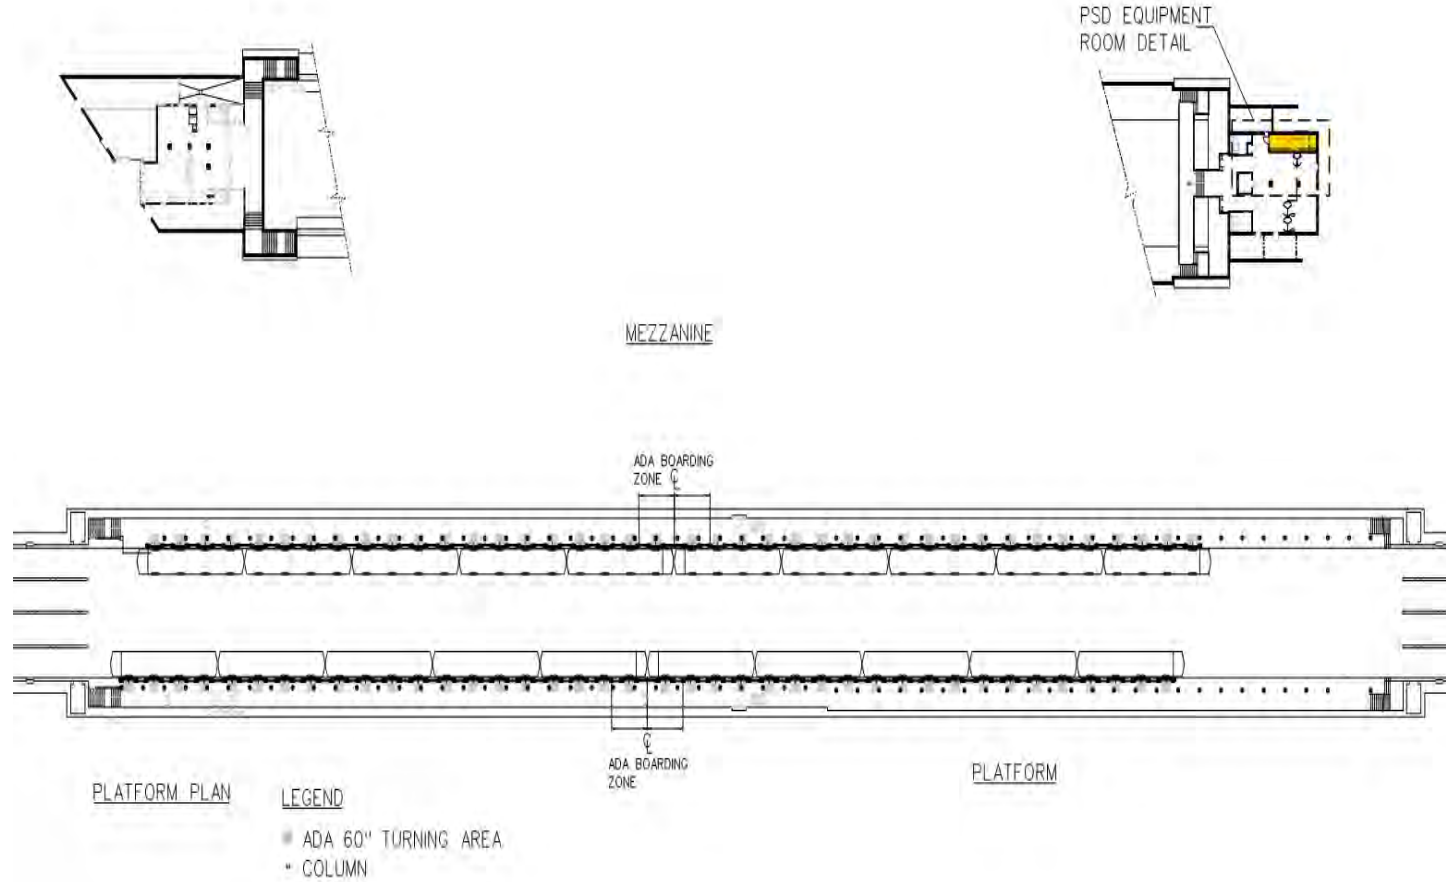 PSD EQUIPMENT
ROOM DETAIL
MEZZANINE
ADA BOARDING
ZONE ℄
℄
ADA BOARDING
ZONE
PLATFORM PLAN
PLATFORM
LEGEND
ADA 60" TURNING AREA
COLUMN